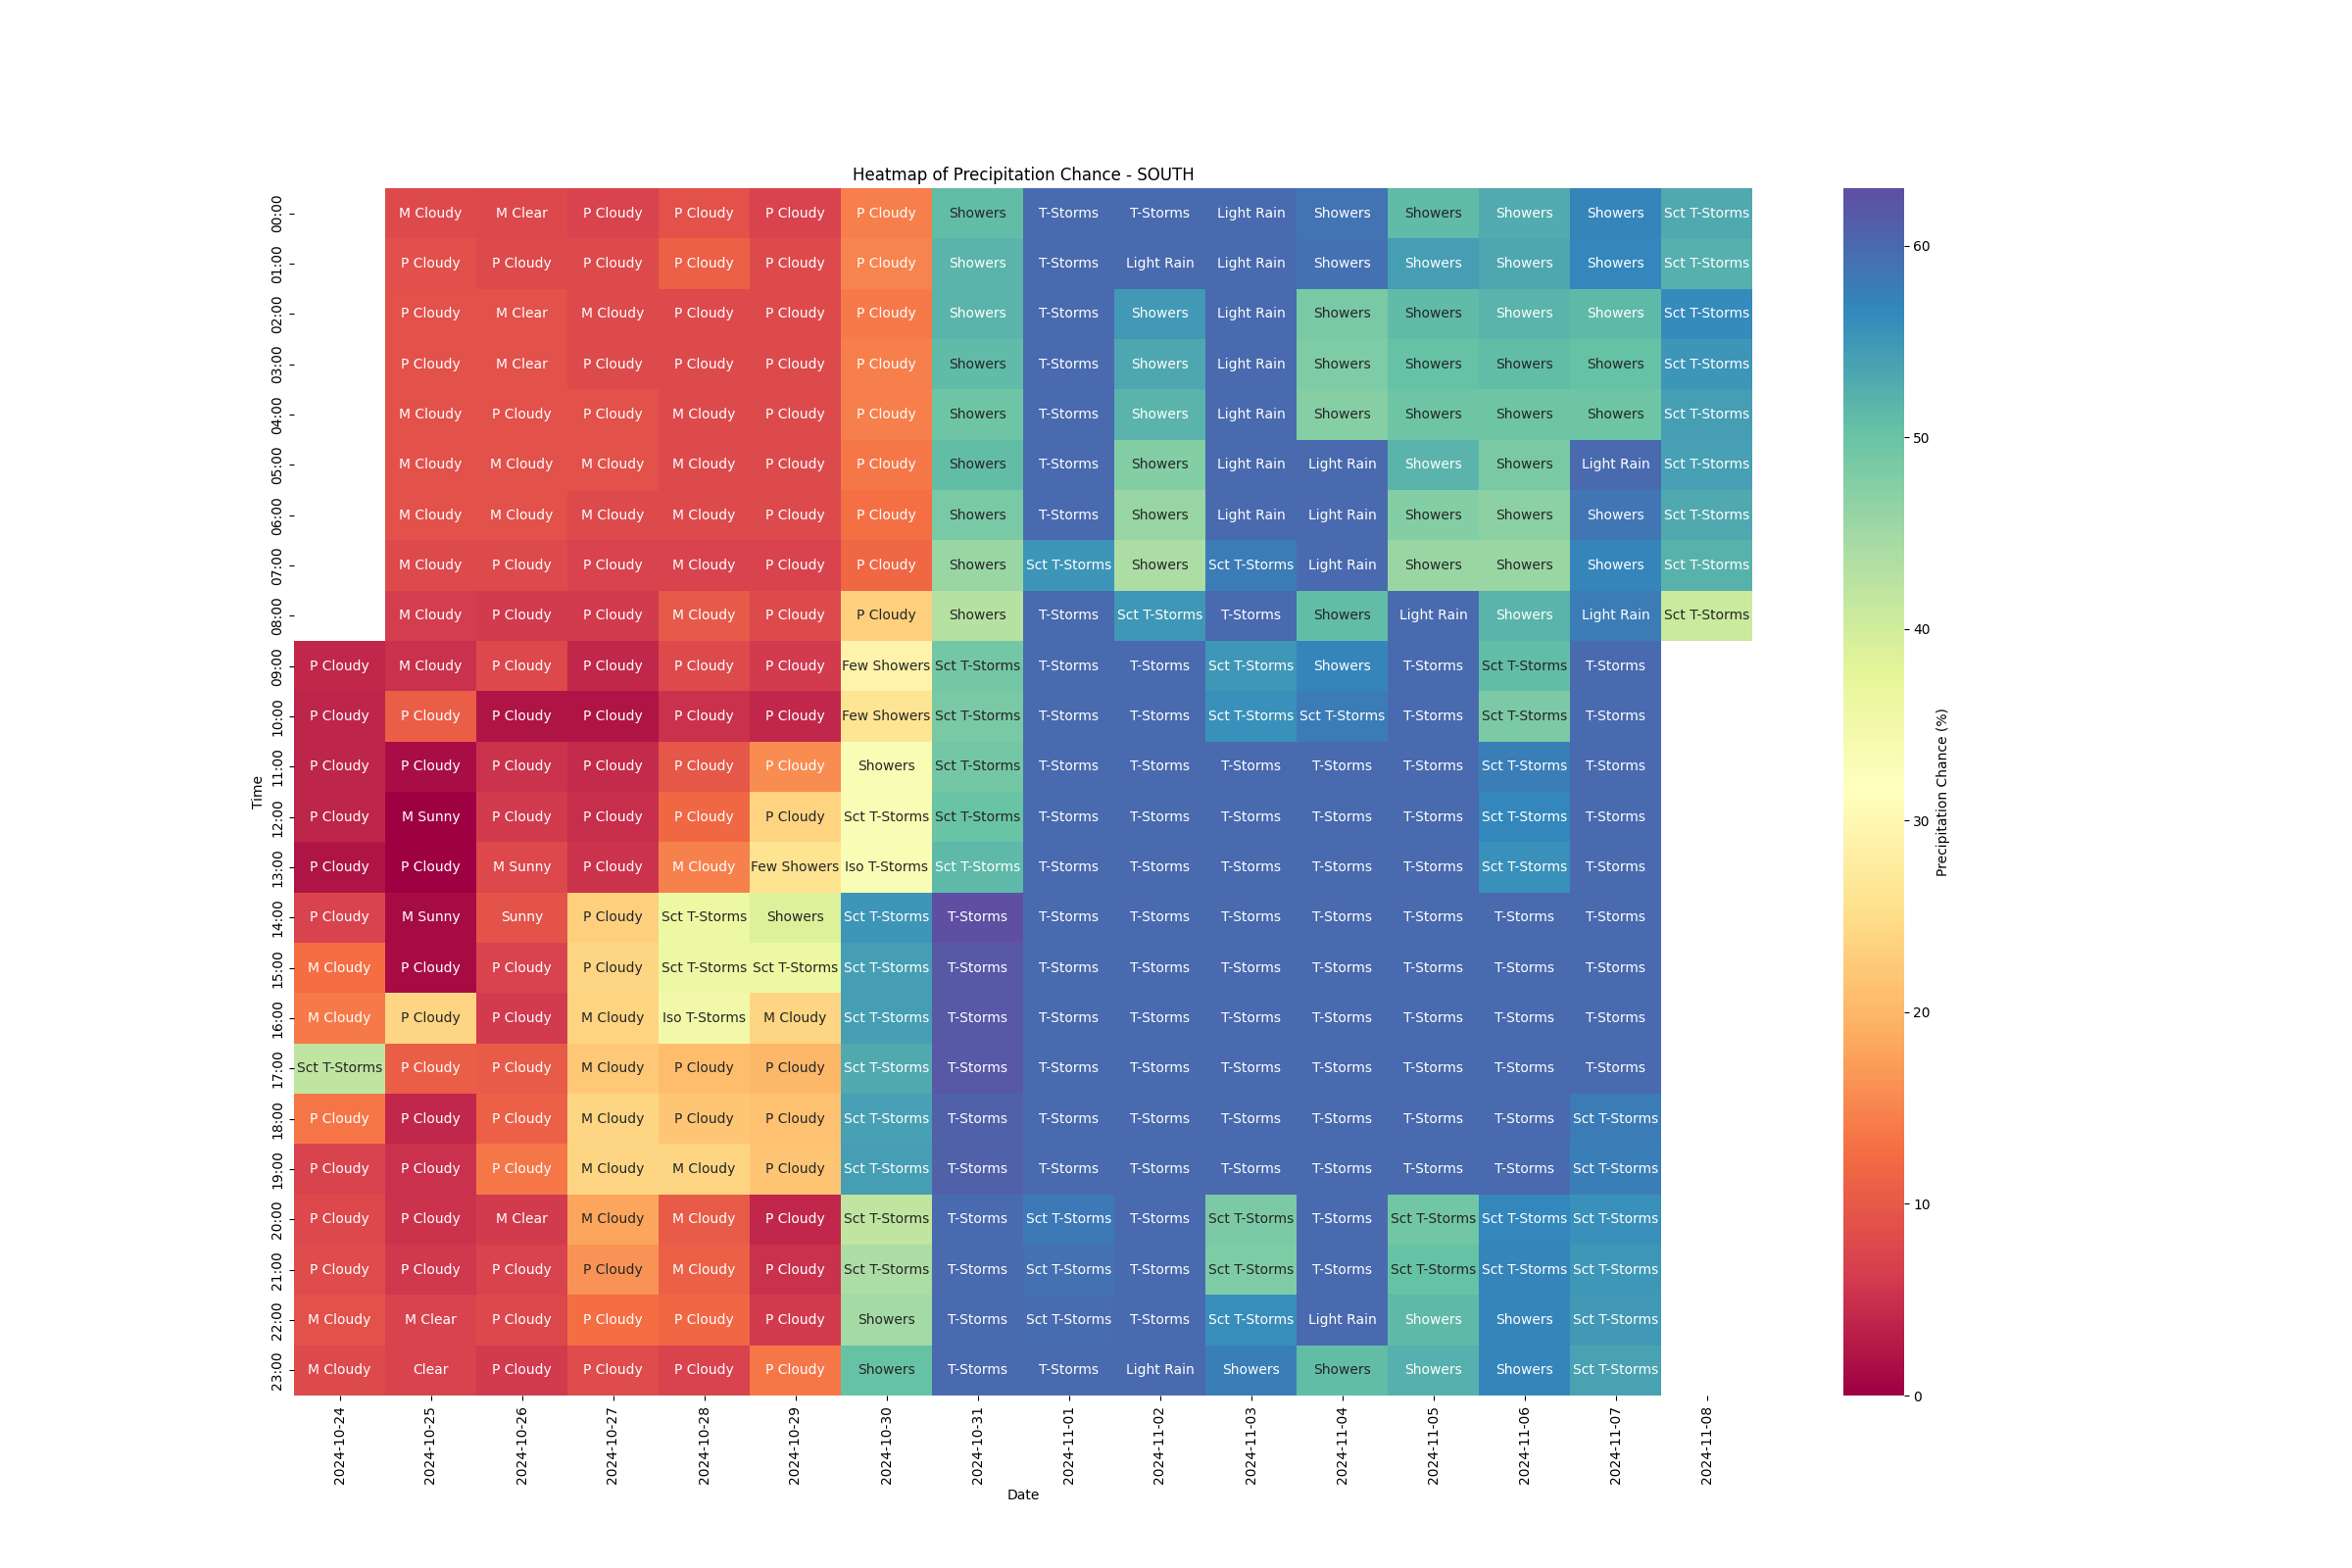 Heatmap of Precipitation Chance - SOUTH
00:00 M Cloudy M Clear P Cloudy P Cloudy P Cloudy P Cloudy Showers T-Storms T-Storms Light Rain Showers Showers Showers Showers Sct T-Storms
01:00 P Cloudy P Cloudy P Cloudy P Cloudy P Cloudy P Cloudy Showers T-Storms Light Rain Light Rain Showers Showers Showers Showers Sct T-Storms
02:00 P Cloudy M Clear M Cloudy P Cloudy P Cloudy P Cloudy Showers T-Storms Showers Light Rain Showers Showers Showers Showers Sct T-Storms
03:00 P Cloudy M Clear P Cloudy P Cloudy P Cloudy P Cloudy Showers T-Storms Showers Light Rain Showers Showers Showers Showers Sct T-Storms
04:00 M Cloudy P Cloudy P Cloudy M Cloudy P Cloudy P Cloudy Showers T-Storms Showers Light Rain Showers Showers Showers Showers Sct T-Storms
05:00 M Cloudy M Cloudy M Cloudy M Cloudy P Cloudy P Cloudy Showers T-Storms Showers Light Rain Light Rain Showers Showers Light Rain Sct T-Storms
06:00 M Cloudy M Cloudy M Cloudy M Cloudy P Cloudy P Cloudy Showers T-Storms Showers Light Rain Light Rain Showers Showers Showers Sct T-Storms
07:00 M Cloudy P Cloudy P Cloudy M Cloudy P Cloudy P Cloudy Showers Sct T-Storms Showers Sct T-Storms Light Rain Showers Showers Showers Sct T-Storms
08:00 M Cloudy P Cloudy P Cloudy M Cloudy P Cloudy P Cloudy Showers T-Storms Sct T-Storms T-Storms Showers Light Rain Showers Light Rain Sct T-Storms
09:00 P Cloudy M Cloudy P Cloudy P Cloudy P Cloudy P Cloudy Few Showers Sct T-Storms T-Storms T-Storms Sct T-Storms Showers T-Storms Sct T-Storms T-Storms
10:00 P Cloudy P Cloudy P Cloudy P Cloudy P Cloudy P Cloudy Few Showers Sct T-Storms T-Storms T-Storms Sct T-Storms Sct T-Storms T-Storms Sct T-Storms T-Storms
11:00 P Cloudy P Cloudy P Cloudy P Cloudy P Cloudy P Cloudy Showers Sct T-Storms T-Storms T-Storms T-Storms T-Storms T-Storms Sct T-Storms T-Storms
12:00 P Cloudy M Sunny P Cloudy P Cloudy P Cloudy P Cloudy Sct T-Storms Sct T-Storms T-Storms T-Storms T-Storms T-Storms T-Storms Sct T-Storms T-Storms
13:00 P Cloudy P Cloudy M Sunny P Cloudy M Cloudy Few Showers Iso T-Storms Sct T-Storms T-Storms T-Storms T-Storms T-Storms T-Storms Sct T-Storms T-Storms
14:00 P Cloudy M Sunny Sunny P Cloudy Sct T-Storms Showers Sct T-Storms T-Storms T-Storms T-Storms T-Storms T-Storms T-Storms T-Storms T-Storms
15:00 M Cloudy P Cloudy P Cloudy P Cloudy Sct T-Storms Sct T-Storms Sct T-Storms T-Storms T-Storms T-Storms T-Storms T-Storms T-Storms T-Storms T-Storms
16:00 M Cloudy P Cloudy P Cloudy M Cloudy Iso T-Storms M Cloudy Sct T-Storms T-Storms T-Storms T-Storms T-Storms T-Storms T-Storms T-Storms T-Storms
17:00 Sct T-Storms P Cloudy P Cloudy M Cloudy P Cloudy P Cloudy Sct T-Storms T-Storms T-Storms T-Storms T-Storms T-Storms T-Storms T-Storms T-Storms
18:00 P Cloudy P Cloudy P Cloudy M Cloudy P Cloudy P Cloudy Sct T-Storms T-Storms T-Storms T-Storms T-Storms T-Storms T-Storms T-Storms Sct T-Storms
19:00 P Cloudy P Cloudy P Cloudy M Cloudy M Cloudy P Cloudy Sct T-Storms T-Storms T-Storms T-Storms T-Storms T-Storms T-Storms T-Storms Sct T-Storms
20:00 P Cloudy P Cloudy M Clear M Cloudy M Cloudy P Cloudy Sct T-Storms T-Storms Sct T-Storms T-Storms Sct T-Storms T-Storms Sct T-Storms Sct T-Storms Sct T-Storms
21:00 P Cloudy P Cloudy P Cloudy P Cloudy M Cloudy P Cloudy Sct T-Storms T-Storms Sct T-Storms T-Storms Sct T-Storms T-Storms Sct T-Storms Sct T-Storms Sct T-Storms
22:00 M Cloudy M Clear P Cloudy P Cloudy P Cloudy P Cloudy Showers T-Storms Sct T-Storms T-Storms Sct T-Storms Light Rain Showers Showers Sct T-Storms
23:00 M Cloudy Clear P Cloudy P Cloudy P Cloudy P Cloudy Showers T-Storms T-Storms Light Rain Showers Showers Showers Showers Sct T-Storms
Time
2024-10-24 2024-10-25 2024-10-26 2024-10-27 2024-10-28 2024-10-29 2024-10-30 2024-10-31 2024-11-01 2024-11-02 2024-11-03 2024-11-04 2024-11-05 2024-11-06 2024-11-07 2024-11-08
Date
60
50
40
30
20
10
0
Precipitation Chance (%)